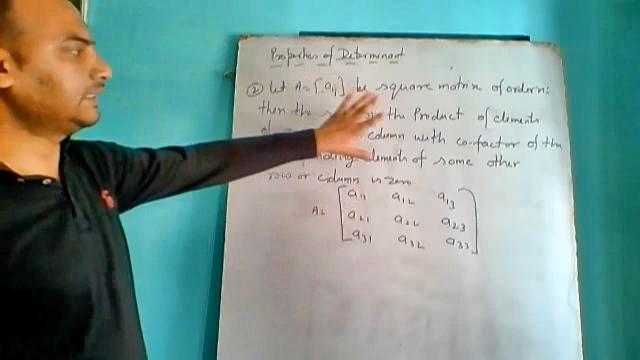 Properties of Determinant
② Let A = [aij] be square matrix of order n:
then the the Product of elements
of column with co-factor of the
elements of some other
row or column is zero
A = [ a11 a12 a13
a21 a22 a23
a31 a32 a33 ]